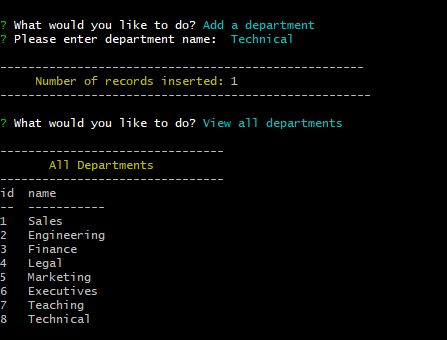 ? What would you like to do? Add a department
? Please enter department name:  Technical
----------------------------------------------------
     Number of records inserted: 1
-----------------------------------------------------
? What would you like to do? View all departments
--------------------------------
       All Departments
--------------------------------
id  name
--  -----------
1   Sales
2   Engineering
3   Finance
4   Legal
5   Marketing
6   Executives
7   Teaching
8   Technical